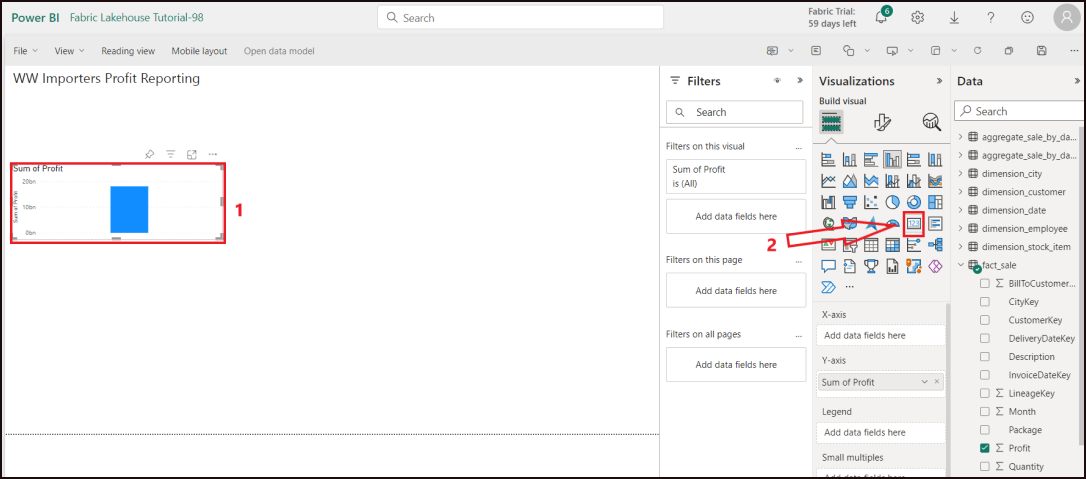 Power BI Fabric Lakehouse Tutorial-98
Search
Fabric Trial:
59 days left
6
File View Reading view Mobile layout Open data model
WW Importers Profit Reporting
Sum of Profit
20bn
10bn
0bn
Sum of Profit
1
2
Filters
Search
Filters on this visual
Sum of Profit
is (All)
Add data fields here
Filters on this page
Add data fields here
Filters on all pages
Add data fields here
Visualizations
Build visual
123
X-axis
Add data fields here
Y-axis
Sum of Profit
Legend
Add data fields here
Small multiples
Add data fields here
Data
Search
aggregate_sale_by_da...
aggregate_sale_by_da...
dimension_city
dimension_customer
dimension_date
dimension_employee
dimension_stock_item
fact_sale
BillToCustomer...
CityKey
CustomerKey
DeliveryDateKey
Description
InvoiceDateKey
LineageKey
Month
Package
Profit
Quantity